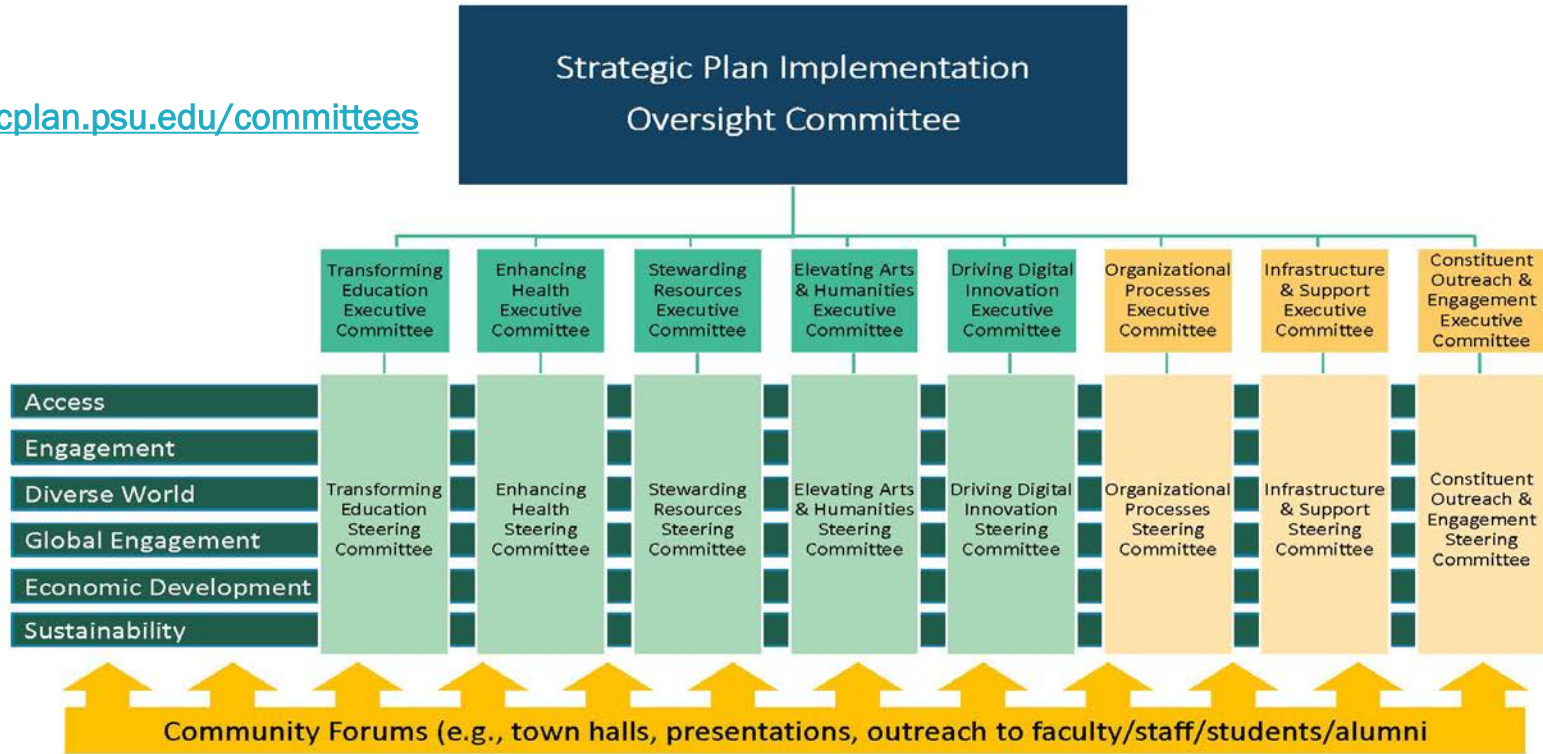 Strategic Plan Implementation
Oversight Committee
cplan.psu.edu/committees
Transforming
Education
Executive
Committee
Enhancing
Health
Executive
Committee
Stewarding
Resources
Executive
Committee
Elevating Arts
& Humanities
Executive
Committee
Driving Digital
Innovation
Executive
Committee
Organizational
Processes
Executive
Committee
Infrastructure
& Support
Executive
Committee
Constituent
Outreach &
Engagement
Executive
Committee
Access
Engagement
Diverse World
Global Engagement
Economic Development
Sustainability
Transforming
Education
Steering
Committee
Enhancing
Health
Steering
Committee
Stewarding
Resources
Steering
Committee
Elevating Arts
& Humanities
Steering
Committee
Driving Digital
Innovation
Steering
Committee
Organizational
Processes
Steering
Committee
Infrastructure
& Support
Steering
Committee
Constituent
Outreach &
Engagement
Steering
Committee
Community Forums (e.g., town halls, presentations, outreach to faculty/staff/students/alumni